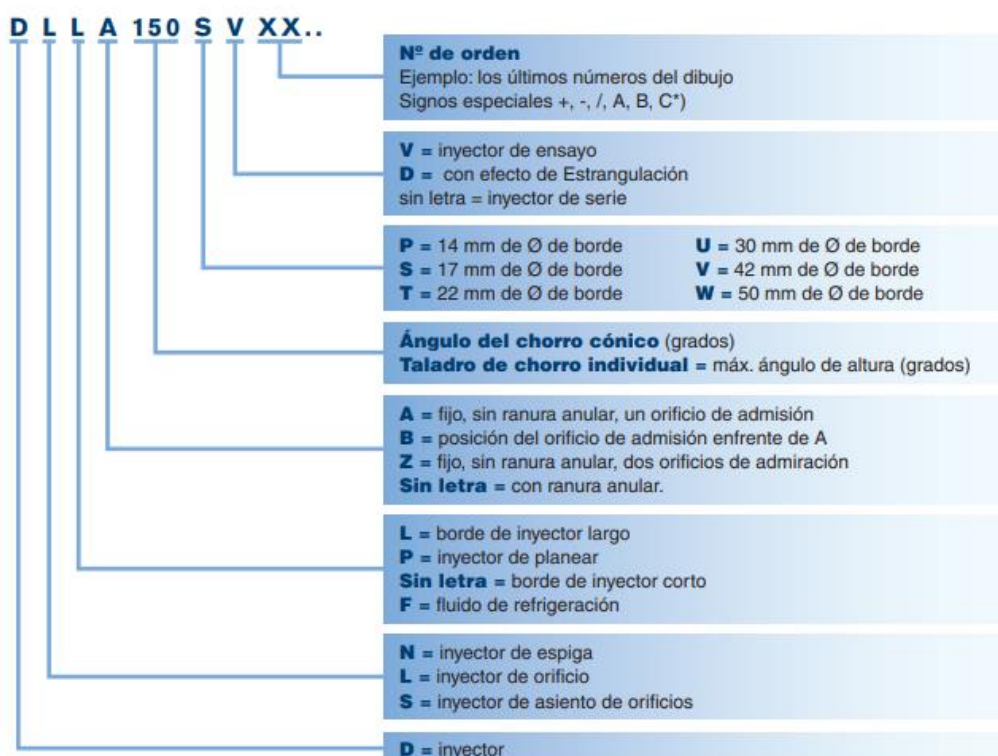 D L L A 150 S V XX..
Nº de orden
Ejemplo: los últimos números del dibujo
Signos especiales +, -, /, A, B, C*)
V = inyector de ensayo
D = con efecto de Estrangulación
sin letra = inyector de serie
P = 14 mm de Ø de borde U = 30 mm de Ø de borde
S = 17 mm de Ø de borde V = 42 mm de Ø de borde
T = 22 mm de Ø de borde W = 50 mm de Ø de borde
Ángulo del chorro cónico (grados)
Taladro de chorro individual = máx. ángulo de altura (grados)
A = fijo, sin ranura anular, un orificio de admisión
B = posición del orificio de admisión enfrente de A
Z = fijo, sin ranura anular, dos orificios de admiración
Sin letra = con ranura anular.
L = borde de inyector largo
P = inyector de planear
Sin letra = borde de inyector corto
F = fluido de refrigeración
N = inyector de espiga
L = inyector de orificio
S = inyector de asiento de orificios
D = inyector